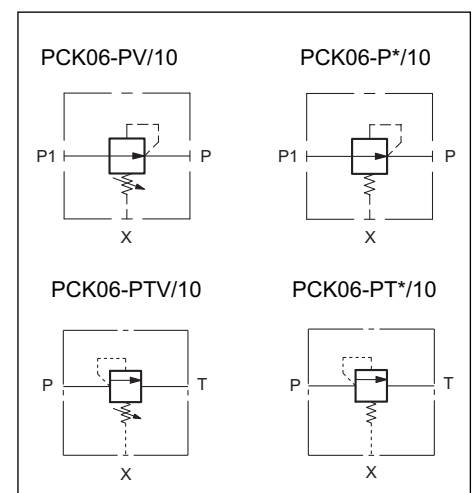 PCK06-PV/10 PCK06-P*/10
P1 P P1 P
X X
PCK06-PTV/10 PCK06-PT*/10
P T P T
X X